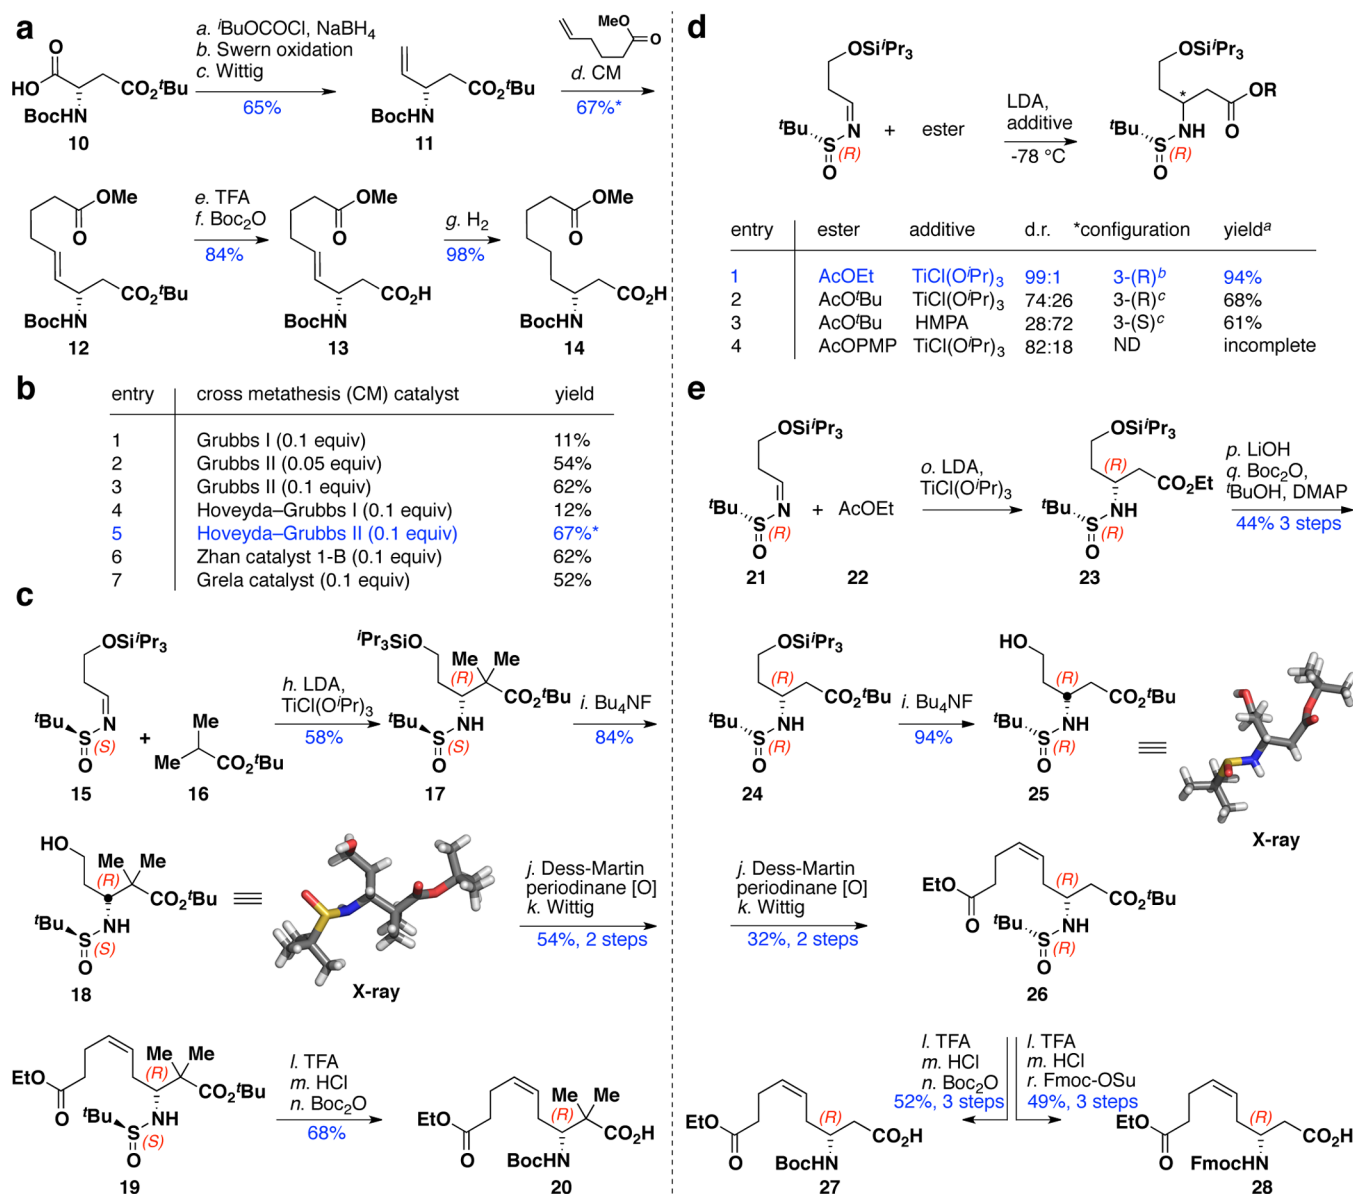 a
a. iBuOCOCl, NaBH4
b. Swern oxidation
c. Wittig
65%
O
HO
CO2tBu
BocHN
10
CO2tBu
BocHN
11
MeO
O
d. CM
67%*
OMe
O
CO2tBu
BocHN
12
e. TFA
f. Boc2O
84%
OMe
O
CO2H
BocHN
13
g. H2
98%
OMe
O
CO2H
BocHN
14
b
entry cross metathesis (CM) catalyst yield
1 Grubbs I (0.1 equiv) 11%
2 Grubbs II (0.05 equiv) 54%
3 Grubbs II (0.1 equiv) 62%
4 Hoveyda–Grubbs I (0.1 equiv) 12%
5 Hoveyda–Grubbs II (0.1 equiv) 67%*
6 Zhan catalyst 1-B (0.1 equiv) 62%
7 Grela catalyst (0.1 equiv) 52%
c
OSiiPr3
N
tBu
S
(S)
O
15
+
Me
Me
CO2tBu
16
h. LDA,
TiCl(OiPr)3
58%
iPr3SiO
Me Me
(R)
CO2tBu
tBu
NH
S
(S)
O
17
i. Bu4NF
84%
HO
Me Me
(R)
CO2tBu
tBu
NH
S
(S)
O
18
X-ray
j. Dess-Martin
periodinane [O]
k. Wittig
54%, 2 steps
EtO
O
Me Me
(R)
CO2tBu
tBu
NH
S
(S)
O
19
l. TFA
m. HCl
n. Boc2O
68%
EtO
O
Me Me
(R)
CO2H
BocHN
20
d
OSiiPr3
N
tBu
S
(R)
O
+ ester
LDA,
additive
-78 °C
OSiiPr3
*
OR
O
tBu
NH
S
(R)
O
entry ester additive d.r. *configuration yielda
1 AcOEt TiCl(OiPr)3 99:1 3-(R)b 94%
2 AcOtBu TiCl(OiPr)3 74:26 3-(R)c 68%
3 AcOtBu HMPA 28:72 3-(S)c 61%
4 AcOPMP TiCl(OiPr)3 82:18 ND incomplete
e
OSiiPr3
N
tBu
S
(R)
O
21
+ AcOEt
22
o. LDA,
TiCl(OiPr)3
OSiiPr3
(R)
CO2Et
tBu
NH
S
(R)
O
23
p. LiOH
q. Boc2O,
tBuOH, DMAP
44% 3 steps
OSiiPr3
(R)
CO2tBu
tBu
NH
S
(R)
O
24
i. Bu4NF
94%
HO
(R)
CO2tBu
tBu
NH
S
(R)
O
25
X-ray
j. Dess-Martin
periodinane [O]
k. Wittig
32%, 2 steps
EtO
O
(R)
CO2tBu
tBu
NH
S
(R)
O
26
l. TFA
m. HCl
n. Boc2O
52%, 3 steps
l. TFA
m. HCl
r. Fmoc-OSu
49%, 3 steps
EtO
O
(R)
CO2H
BocHN
27
EtO
O
(R)
CO2H
FmocHN
28